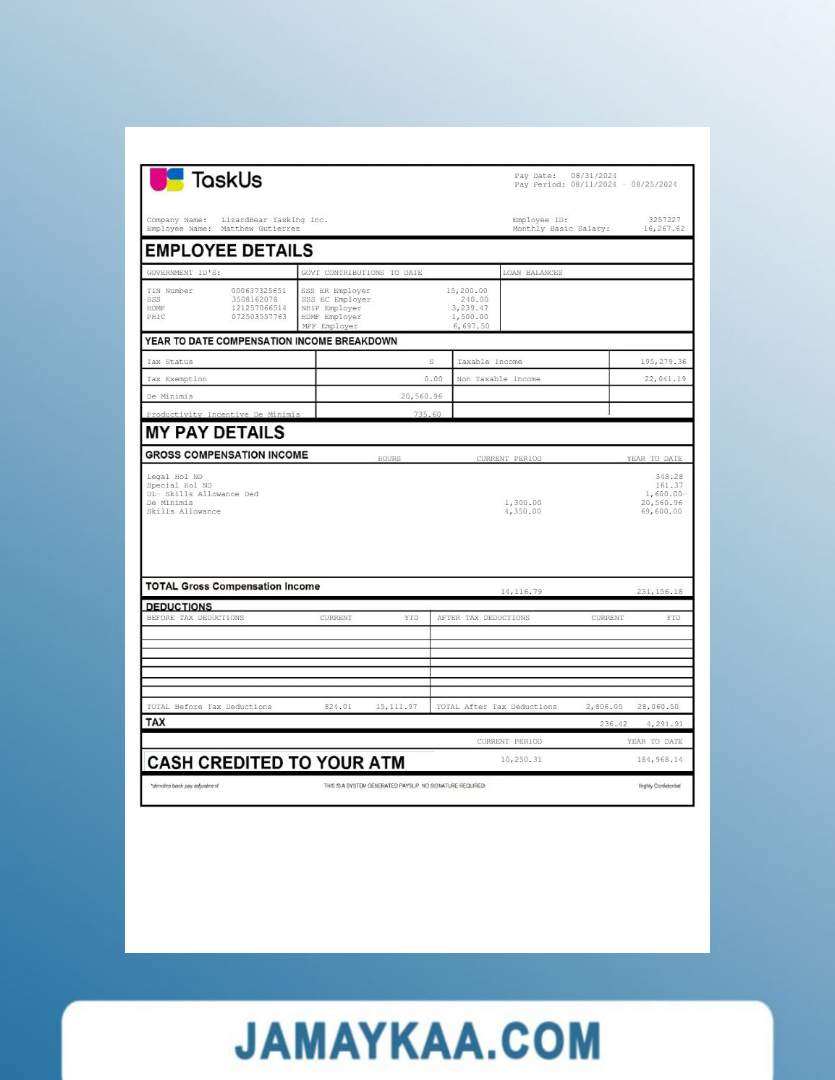 TaskUs
Pay Date: 08/31/2024
Pay Period: 08/11/2024 - 08/25/2024
Company Name: LizardBear Tasking Inc. Employee ID: 3257227
Employee Name: Matthew Gutierrez Monthly Basic Salary: 16,267.62
EMPLOYEE DETAILS
GOVERNMENT ID'S: GOVT CONTRIBUTIONS TO DATE LOAN BALANCES
TIN Number 000637325651 SSS ER Employer 15,200.00
SSS 3508162078 SSS EC Employer 240.00
HDMF 121257066514 NHIP Employer 3,239.47
PHIC 072503557763 HDMF Employer 1,500.00
MPF Employer 6,697.50
YEAR TO DATE COMPENSATION INCOME BREAKDOWN
Tax Status S Taxable Income 195,279.36
Tax Exemption 0.00 Non Taxable Income 22,041.19
De Minimis 20,560.96
Productivity Incentive De Minimis 735.60
MY PAY DETAILS
GROSS COMPENSATION INCOME HOURS CURRENT PERIOD YEAR TO DATE
Legal Hol ND 348.28
Special Hol ND 161.37
UL- Skills Allowance Ded 1,600.00-
De Minimis 1,300.00 20,560.96
Skills Allowance 4,350.00 69,600.00
TOTAL Gross Compensation Income 14,116.79 231,156.18
DEDUCTIONS
BEFORE TAX DEDUCTIONS CURRENT YTD AFTER TAX DEDUCTIONS CURRENT YTD
TOTAL Before Tax Deductions 824.01 15,111.97 TOTAL After Tax Deductions 2,806.05 28,060.50
TAX 236.42 4,291.91
CURRENT PERIOD YEAR TO DATE
CASH CREDITED TO YOUR ATM 10,250.31 184,968.14
*denotes back pay adjustment THIS IS A SYSTEM GENERATED PAYSLIP. NO SIGNATURE REQUIRED. Highly Confidential
JAMAYKAA.COM